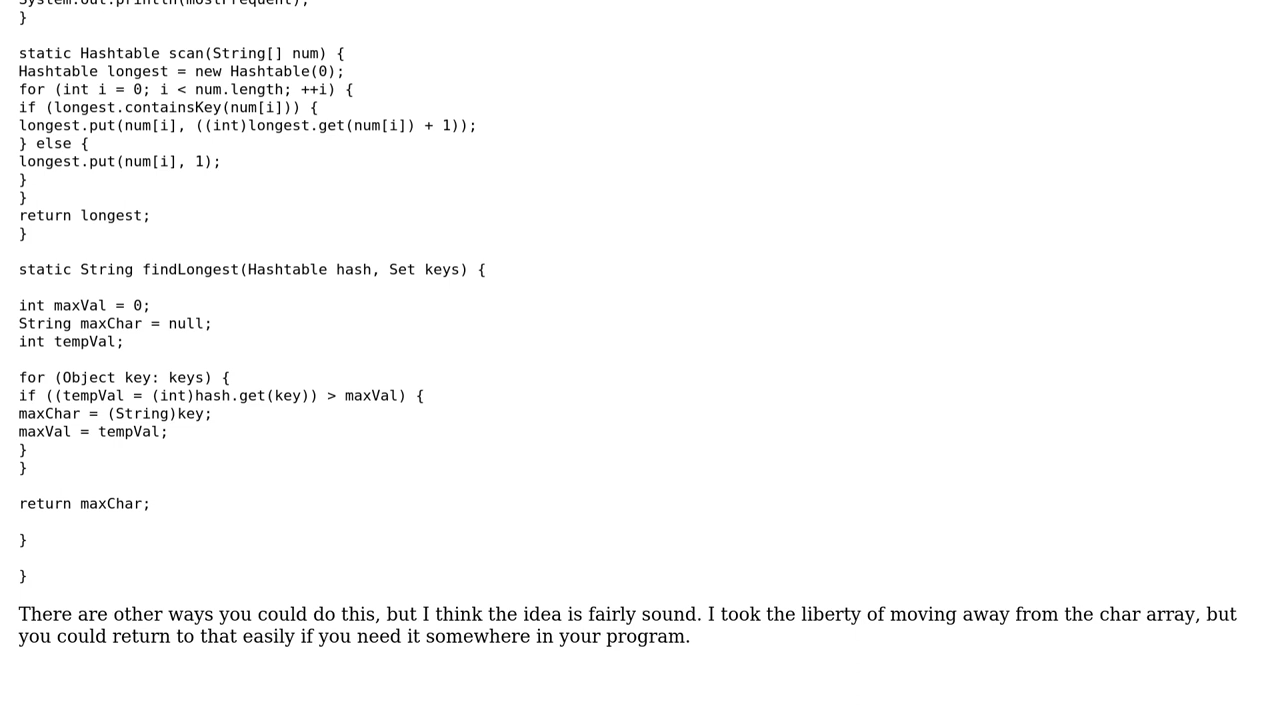 System.out.println(mostFrequent);
}
static Hashtable scan(String[] num) {
Hashtable longest = new Hashtable(0);
for (int i = 0; i < num.length; ++i) {
if (longest.containsKey(num[i])) {
longest.put(num[i], ((int)longest.get(num[i]) + 1));
} else {
longest.put(num[i], 1);
}
}
return longest;
}
static String findLongest(Hashtable hash, Set keys) {
int maxVal = 0;
String maxChar = null;
int tempVal;
for (Object key: keys) {
if ((tempVal = (int)hash.get(key)) > maxVal) {
maxChar = (String)key;
maxVal = tempVal;
}
}
return maxChar;
}
}
There are other ways you could do this, but I think the idea is fairly sound. I took the liberty of moving away from the char array, but
you could return to that easily if you need it somewhere in your program.